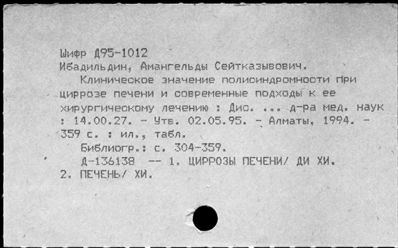 Шифр Д95-1012
Ибадильдин, Амангельды Сейтказывович.
Клиническое значение полисиндромности при
циррозе печени и современные подходы к ее
хирургическому лечению : Дис. ... д-ра мед. наук
: 14.00.27. - Утв. 02.05.95. - Алматы, 1994. -
359 с. : ил., табл.
Библиогр.: с. 304-359.
Д-136138 -- 1. ЦИРРОЗЫ ПЕЧЕНИ/ ДИ ХИ.
2. ПЕЧЕНЬ/ ХИ.